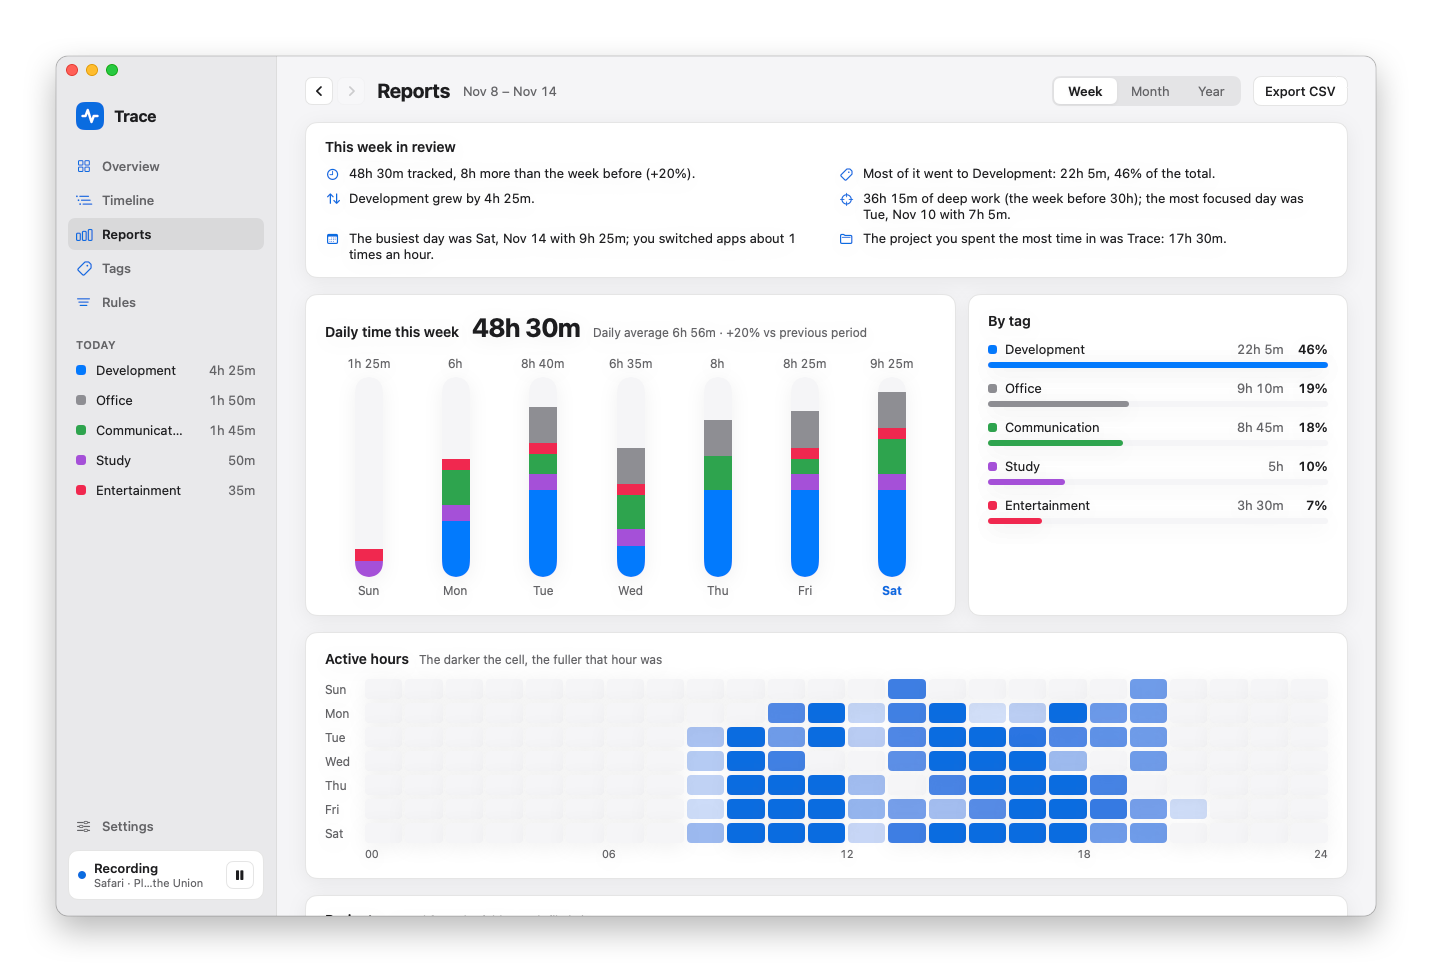 Trace
Overview
Timeline
Reports
Tags
Rules
TODAY
Development 4h 25m
Office 1h 50m
Communicat... 1h 45m
Study 50m
Entertainment 35m
Settings
Recording
Safari · Pl...the Union
Reports Nov 8 – Nov 14
Week Month Year Export CSV
This week in review
48h 30m tracked, 8h more than the week before (+20%).
Most of it went to Development: 22h 5m, 46% of the total.
Development grew by 4h 25m.
36h 15m of deep work (the week before 30h); the most focused day was
Tue, Nov 10 with 7h 5m.
The busiest day was Sat, Nov 14 with 9h 25m; you switched apps about 1
times an hour.
The project you spent the most time in was Trace: 17h 30m.
Daily time this week 48h 30m Daily average 6h 56m · +20% vs previous period
1h 25m 6h 8h 40m 6h 35m 8h 8h 25m 9h 25m
Sun Mon Tue Wed Thu Fri Sat
By tag
Development 22h 5m 46%
Office 9h 10m 19%
Communication 8h 45m 18%
Study 5h 10%
Entertainment 3h 30m 7%
Active hours The darker the cell, the fuller that hour was
Sun
Mon
Tue
Wed
Thu
Fri
Sat
00 06 12 18 24